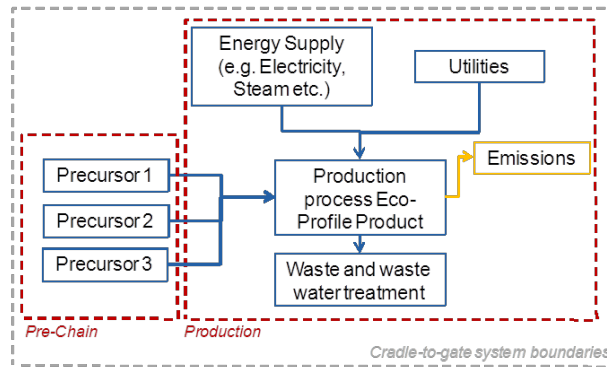 Energy Supply
(e.g. Electricity,
Steam etc.)
Utilities
Emissions
Precursor 1
Precursor 2
Precursor 3
Production
process Eco-
Profile Product
Waste and waste
water treatment
Pre-Chain
Production
Cradle-to-gate system boundaries